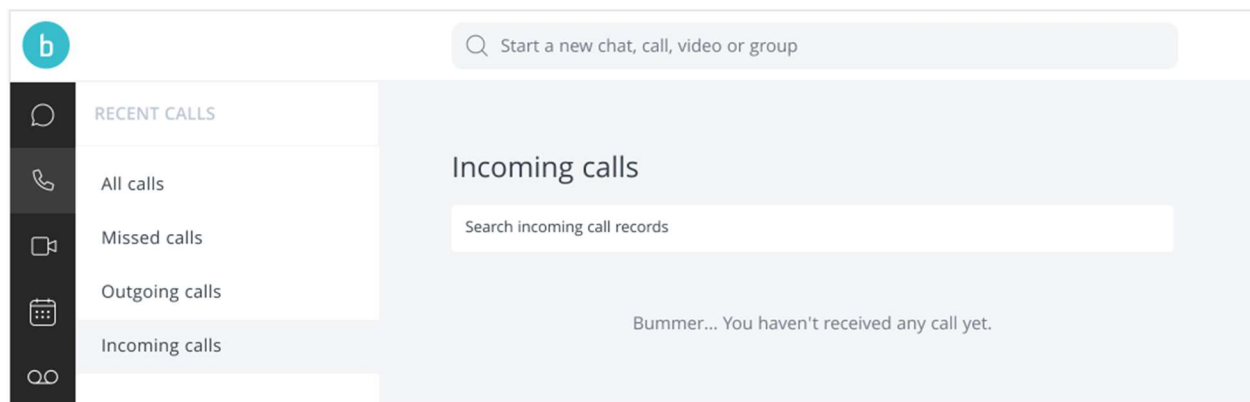 b
Start a new chat, call, video or group
RECENT CALLS
All calls
Missed calls
Outgoing calls
Incoming calls
Incoming calls
Search incoming call records
Bummer... You haven't received any call yet.